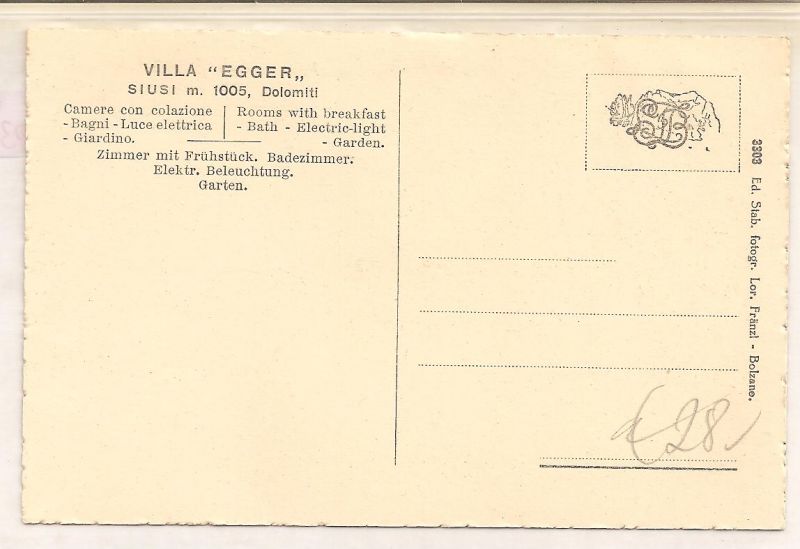 VILLA "EGGER„
SIUSI m. 1005, Dolomiti
Camere con colazione
- Bagni - Luce elettrica
- Giardino.
Rooms with breakfast
- Bath - Electric-light
- Garden.
Zimmer mit Frühstück. Badezimmer.
Elektr. Beleuchtung.
Garten.
3303 Ed. Stab. fotogr. Lor. Fränzl - Bolzano.
28